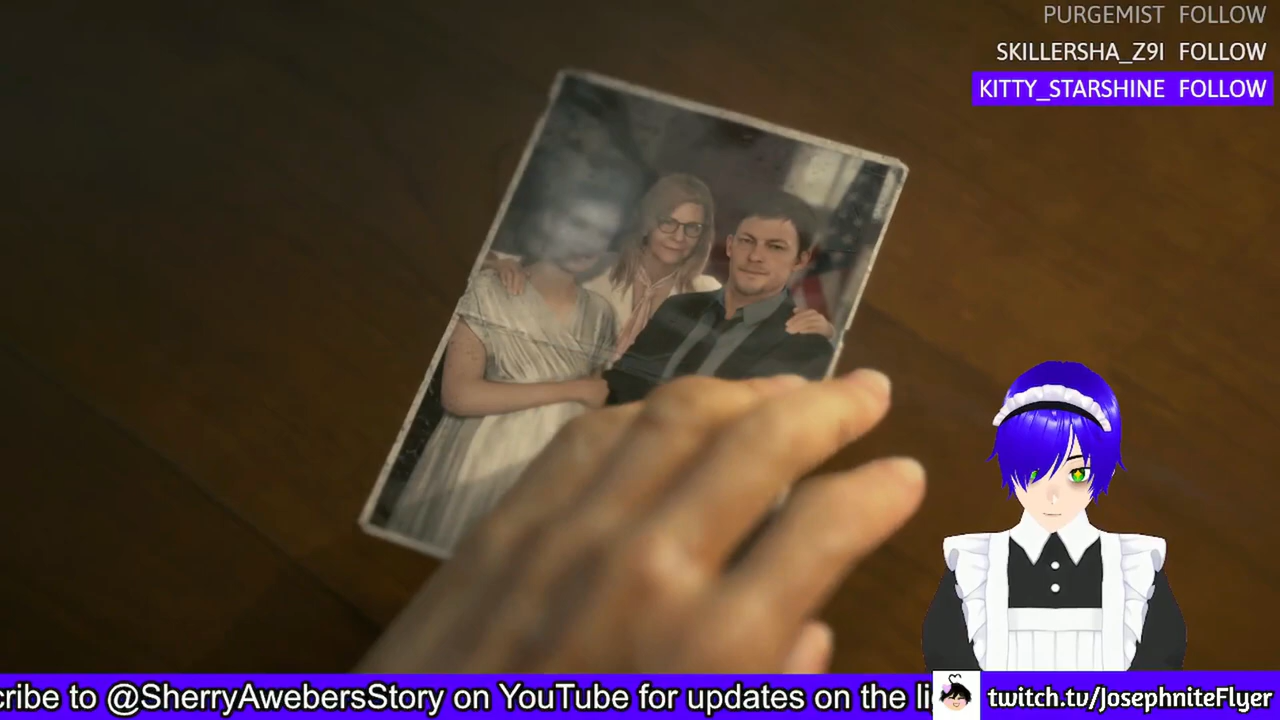 PURGEMIST FOLLOW
SKILLERSHA_Z9I FOLLOW
KITTY_STARSHINE FOLLOW
cribe to @SherryAwebersStory on YouTube for updates on the li
twitch.tv/JosephniteFlyer